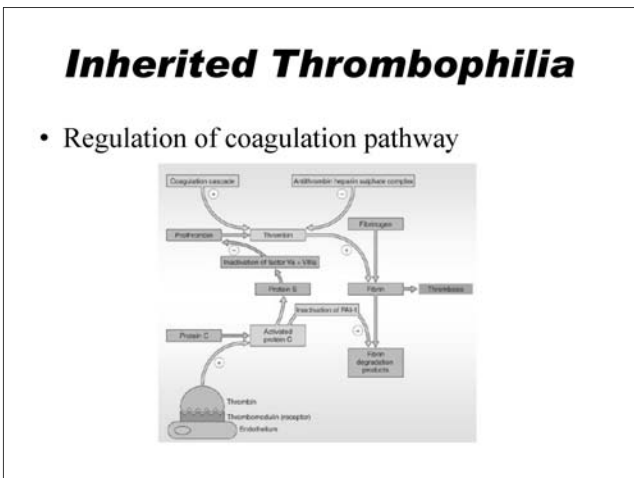 Inherited Thrombophilia
• Regulation of coagulation pathway
Coagulation cascade
Antithrombin heparin sulphate complex
+
−
Fibrinogen
Prothrombin
Thrombin
−
+
Inactivation of factor Va + VIIIa
Protein S
Fibrin
Thrombosis
Inactivation of PAI-1
Protein C
Activated
protein C
+
+
Fibrin
degradation
products
Thrombin
Thrombomodulin (receptor)
Endothelium